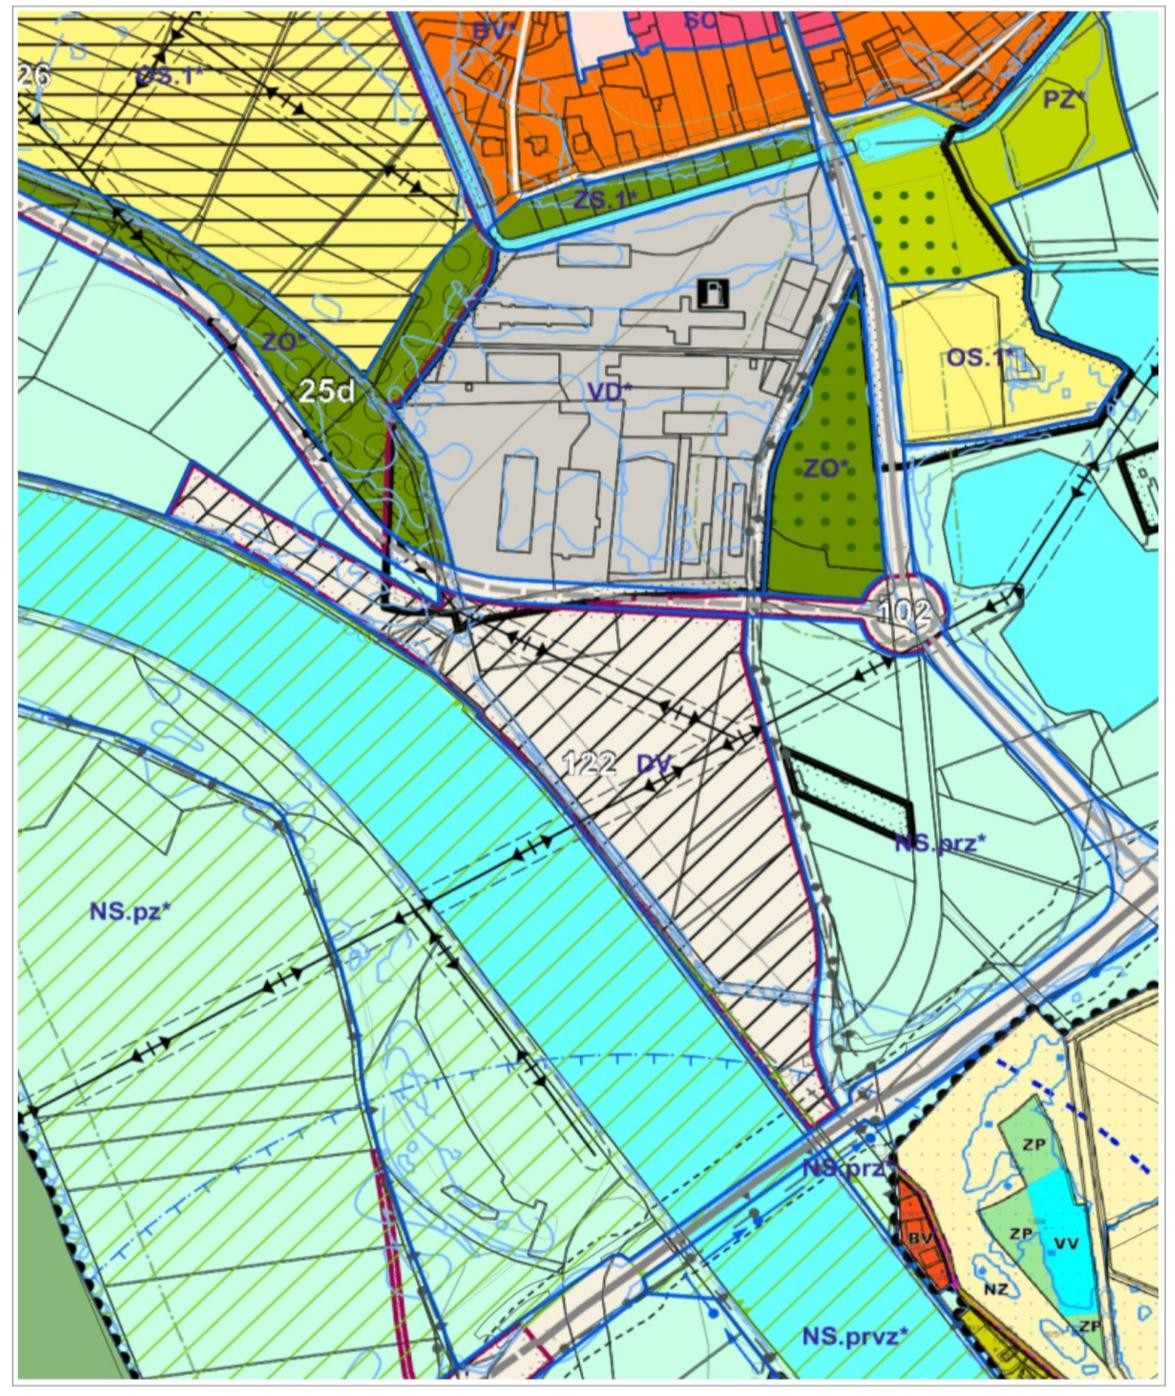 BV*
SC
26
OS.1*
PZ*
ZS.1*
ZO*
25d
VD*
OS.1*
ZO*
102
122
DV
NS.prz*
NS.pz*
ZP
NS.prz*
ZP
VV
BV
NZ
ZP
NS.prvz*